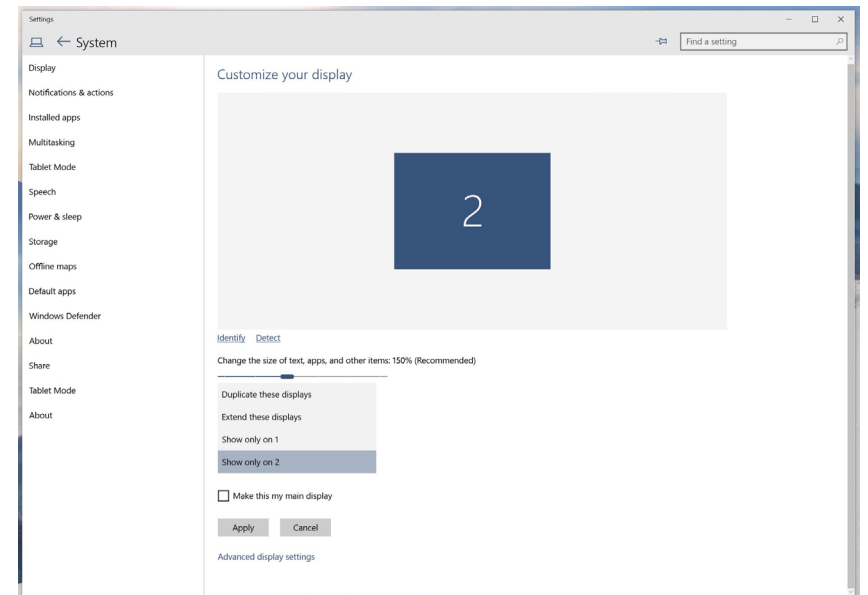 Settings
System
Find a setting
Display
Notifications & actions
Installed apps
Multitasking
Tablet Mode
Speech
Power & sleep
Storage
Offline maps
Default apps
Windows Defender
About
Share
Tablet Mode
About
Customize your display
2
Identify Detect
Change the size of text, apps, and other items: 150% (Recommended)
Duplicate these displays
Extend these displays
Show only on 1
Show only on 2
Make this my main display
Apply Cancel
Advanced display settings